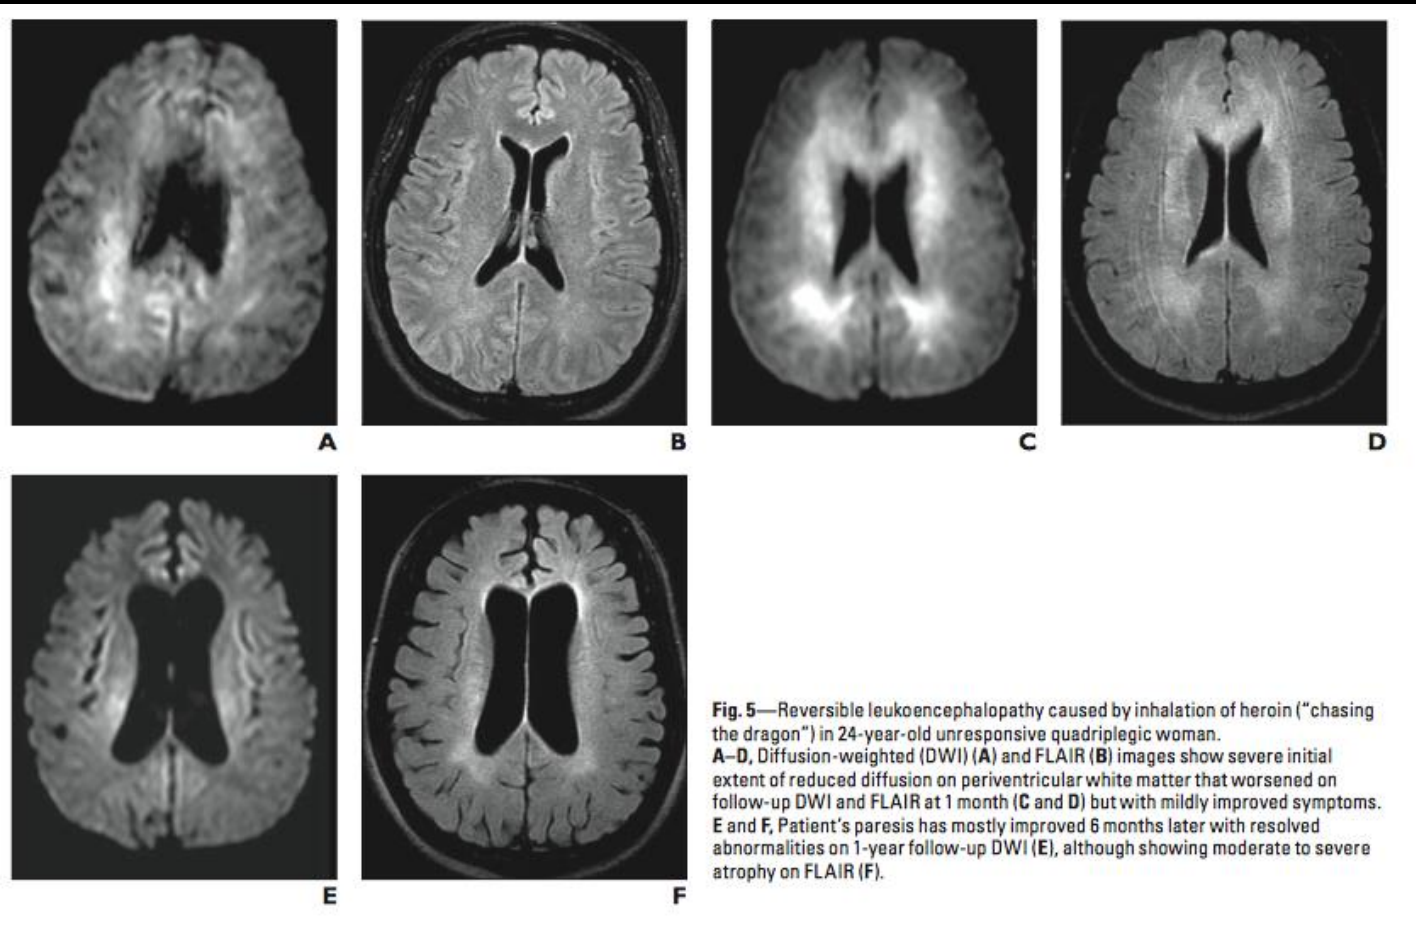 A
B
C
D
E
F
Fig. 5—Reversible leukoencephalopathy caused by inhalation of heroin (“chasing
the dragon”) in 24-year-old unresponsive quadriplegic woman.
A–D, Diffusion-weighted (DWI) (A) and FLAIR (B) images show severe initial
extent of reduced diffusion on periventricular white matter that worsened on
follow-up DWI and FLAIR at 1 month (C and D) but with mildly improved symptoms.
E and F, Patient’s paresis has mostly improved 6 months later with resolved
abnormalities on 1-year follow-up DWI (E), although showing moderate to severe
atrophy on FLAIR (F).